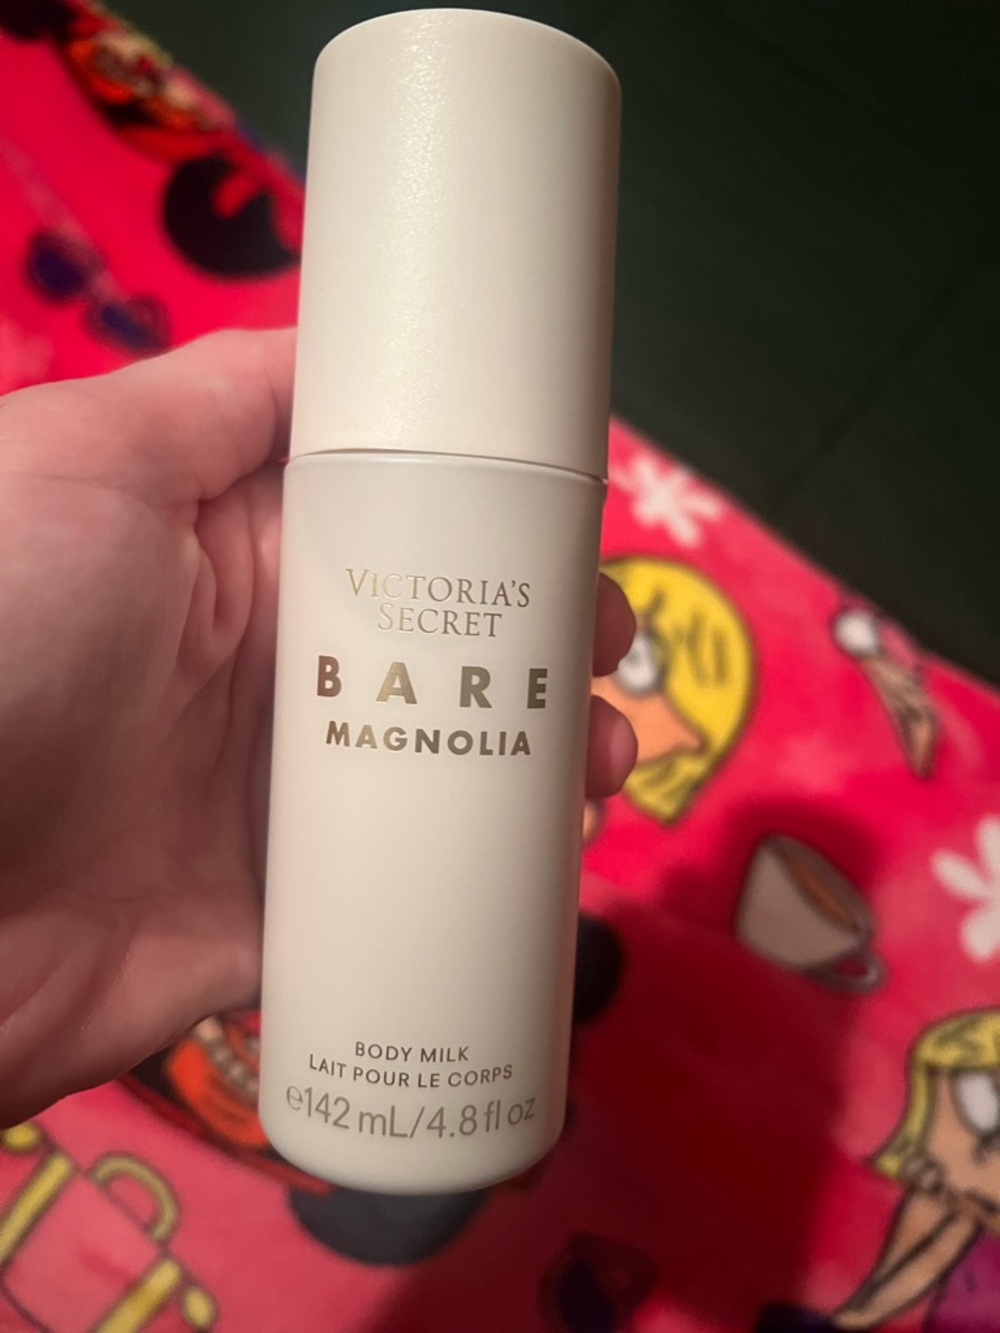 VICTORIA'S
SECRET
BARE
MAGNOLIA
BODY MILK
LAIT POUR LE CORPS
℮142 mL/4.8 fl oz